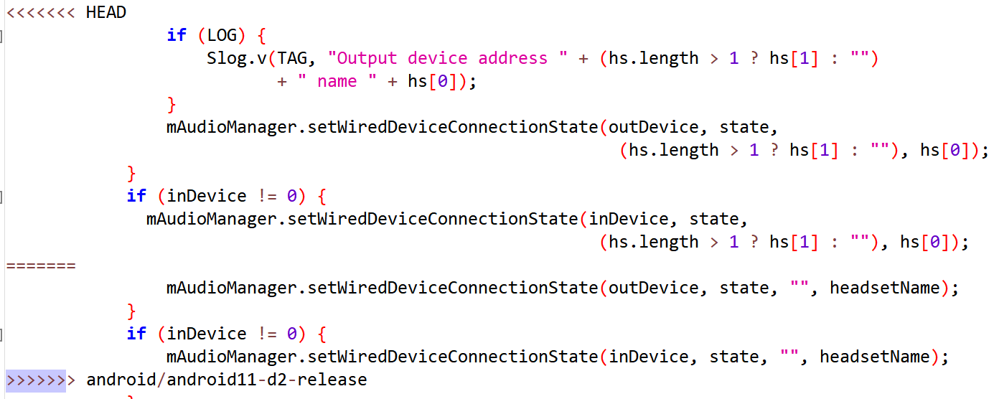 <<<<<<< HEAD
if (LOG) {
Slog.v(TAG, "Output device address " + (hs.length > 1 ? hs[1] : "")
+ " name " + hs[0]);
}
mAudioManager.setWiredDeviceConnectionState(outDevice, state,
(hs.length > 1 ? hs[1] : ""), hs[0]);
}
if (inDevice != 0) {
mAudioManager.setWiredDeviceConnectionState(inDevice, state,
(hs.length > 1 ? hs[1] : ""), hs[0]);
=======
mAudioManager.setWiredDeviceConnectionState(outDevice, state, "", headsetName);
}
if (inDevice != 0) {
mAudioManager.setWiredDeviceConnectionState(inDevice, state, "", headsetName);
>>>>>>> android/android11-d2-release
}